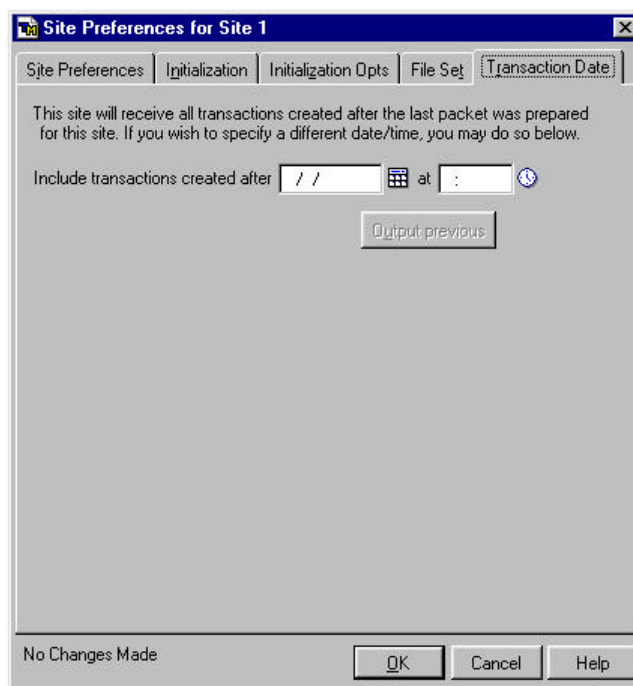 Site Preferences for Site 1
Site Preferences Initialization Initialization Opts File Set Transaction Date
This site will receive all transactions created after the last packet was prepared
for this site. If you wish to specify a different date/time, you may do so below.
Include transactions created after / / at :
Output previous
No Changes Made OK Cancel Help